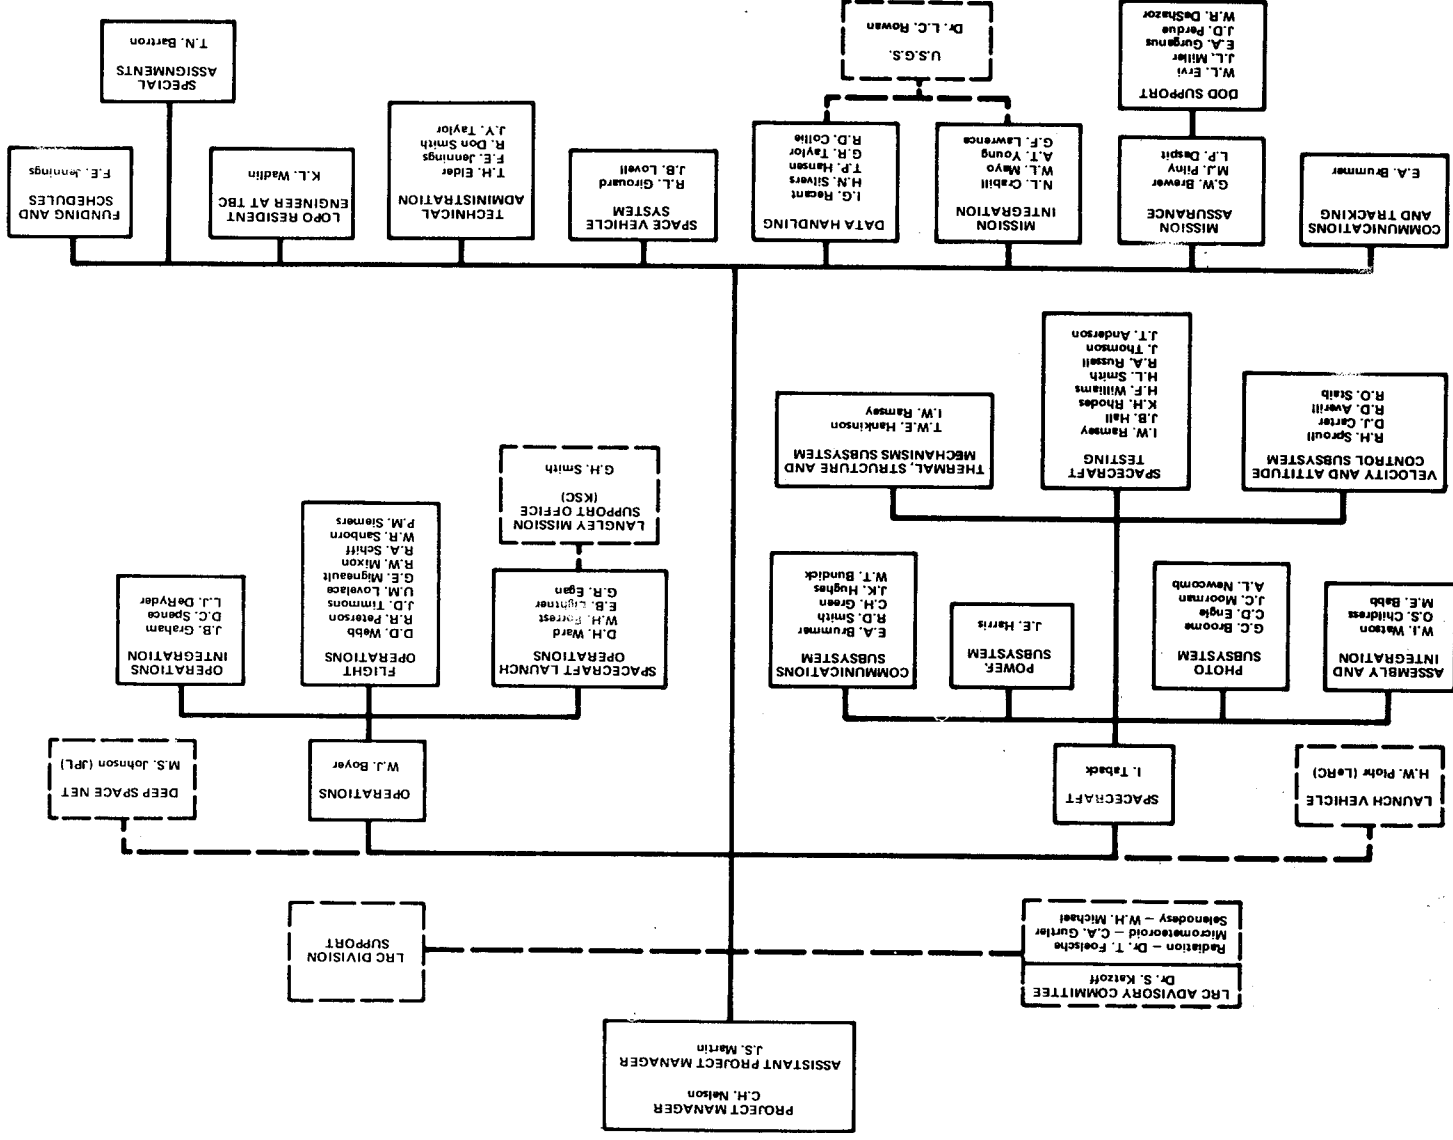 PROJECT MANAGER
C.H. Nelson
ASSISTANT PROJECT MANAGER
J.S. Martin
LRC ADVISORY COMMITTEE
Dr. S. Katzoff
Radiation – Dr. T. Foelsche
Micrometeoroid – C.A. Gurtler
Selenodesy – W.H. Michael
LRC DIVISION
SUPPORT
LAUNCH VEHICLE
H.W. Plohr (LeRC)
SPACECRAFT
I. Taback
OPERATIONS
W.J. Boyer
DEEP SPACE NET
M.S. Johnson (JPL)
ASSEMBLY AND
INTEGRATION
W.I. Watson
O.S. Childress
M.E. Babb
PHOTO
SUBSYSTEM
G.C. Broome
C.D. Engle
J.C. Moorman
A.L. Newcomb
POWER
SUBSYSTEM
J.E. Harris
COMMUNICATIONS
SUBSYSTEM
E.A. Brummer
R.D. Smith
C.H. Green
J.K. Hughes
W.T. Bundick
SPACECRAFT LAUNCH
OPERATIONS
D.H. Ward
W.H. Forrest
E.B. Lightner
G.R. Egan
FLIGHT
OPERATIONS
D.D. Webb
R.R. Peterson
J.D. Timmons
U.M. Lovelace
G.E. Migneault
R.W. Mixon
R.A. Schiff
W.R. Sanborn
P.M. Siemers
OPERATIONS
INTEGRATION
J.B. Graham
C.D. Spence
L.J. DeRyder
LANGLEY MISSION
SUPPORT OFFICE
(KSC)
G.H. Smith
VELOCITY AND ATTITUDE
CONTROL SUBSYSTEM
R.H. Sproull
D.J. Carter
R.D. Averill
R.O. Staib
SPACECRAFT
TESTING
I.W. Ramsey
J.B. Hall
K.H. Rhodes
H.F. Williams
H.L. Smith
R.A. Russell
J. Thomson
J.T. Anderson
THERMAL, STRUCTURE AND
MECHANISMS SUBSYSTEM
T.W.E. Hankinson
I.W. Ramsey
COMMUNICATIONS
AND TRACKING
E.A. Brummer
MISSION
ASSURANCE
G.W. Brewer
M.J. Pilny
L.P. Daspit
MISSION
INTEGRATION
N.L. Crabill
W.L. Mayo
A.T. Young
G.F. Lawrence
DATA HANDLING
I.G. Recant
H.N. Silvers
T.P. Hansen
G.R. Taylor
R.D. Collie
SPACE VEHICLE
SYSTEM
R.L. Girouard
J.B. Lovell
TECHNICAL
ADMINISTRATION
T.H. Elder
F.E. Jennings
R. Don Smith
J.Y. Taylor
LOPO RESIDENT
ENGINEER AT TBC
K.L. Wadlin
FUNDING AND
SCHEDULES
F.E. Jennings
DOD SUPPORT
W.L. Ervi
J.L. Miller
E.A. Gurganus
J.D. Perdue
W.R. DeShazor
U.S.G.S.
Dr. L.C. Rowan
SPECIAL
ASSIGNMENTS
T.N. Bartron